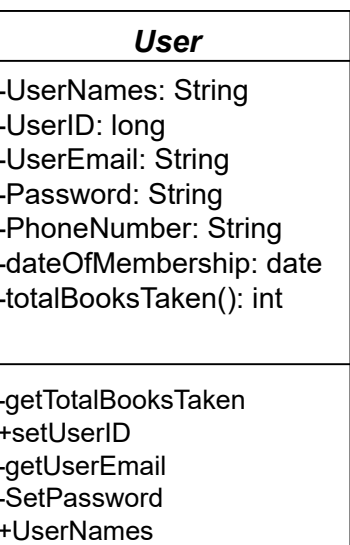 User
-UserNames: String
-UserID: long
-UserEmail: String
-Password: String
-PhoneNumber: String
-dateOfMembership: date
-totalBooksTaken(): int
-getTotalBooksTaken
+setUserID
-getUserEmail
-SetPassword
+UserNames